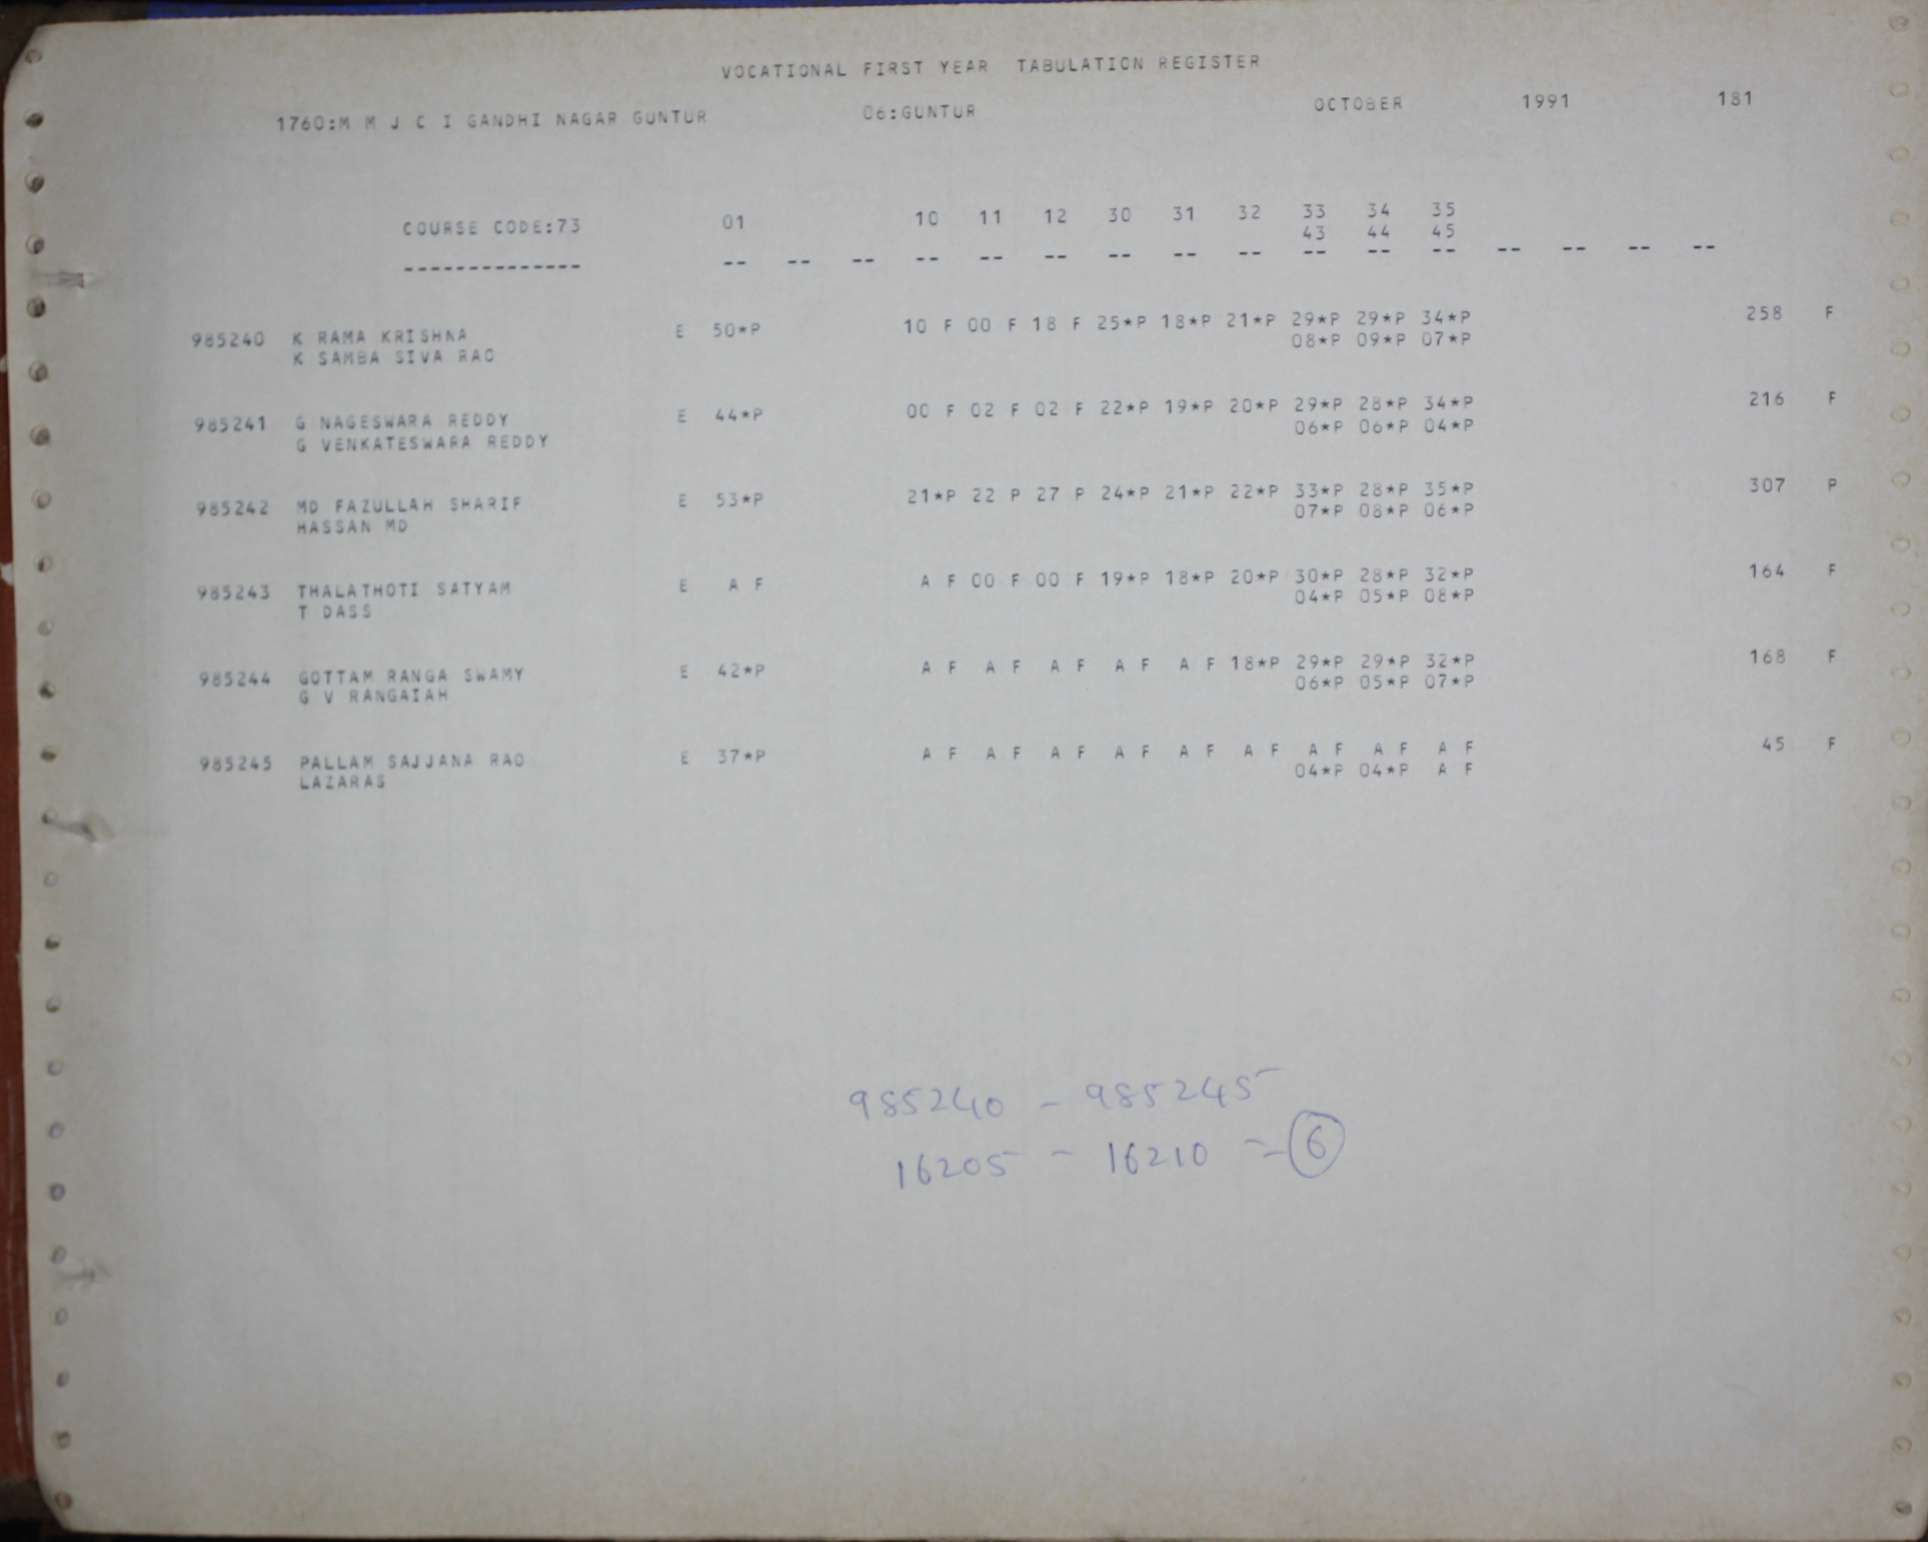 VOCATIONAL FIRST YEAR TABULATION REGISTER
1760:M M J C I GANDHI NAGAR GUNTUR 06:GUNTUR OCTOBER 1991 181
COURSE CODE:73 01 10 11 12 30 31 32 33 34 35
43 44 45
-------------- -- -- -- -- -- -- -- -- -- -- -- -- -- -- -- --
985240 K RAMA KRISHNA E 50*P 10 F 00 F 18 F 25*P 18*P 21*P 29*P 29*P 34*P 258 F
K SAMBA SIVA RAO 08*P 09*P 07*P
985241 G NAGESWARA REDDY E 44*P 00 F 02 F 02 F 22*P 19*P 20*P 29*P 28*P 34*P 216 F
G VENKATESWARA REDDY 06*P 06*P 04*P
985242 MD FAZULLAH SHARIF E 53*P 21*P 22 P 27 P 24*P 21*P 22*P 33*P 28*P 35*P 307 P
HASSAN MD 07*P 08*P 06*P
985243 THALATHOTI SATYAM E A F A F 00 F 00 F 19*P 18*P 20*P 30*P 28*P 32*P 164 F
T DASS 04*P 05*P 08*P
985244 GOTTAM RANGA SWAMY E 42*P A F A F A F A F A F 18*P 29*P 29*P 32*P 168 F
G V RANGAIAH 06*P 05*P 07*P
985245 PALLAM SAJJANA RAO E 37*P A F A F A F A F A F A F A F A F A F 45 F
LAZARAS 04*P 04*P A F
985240 - 985245
16205 - 16210 = 6